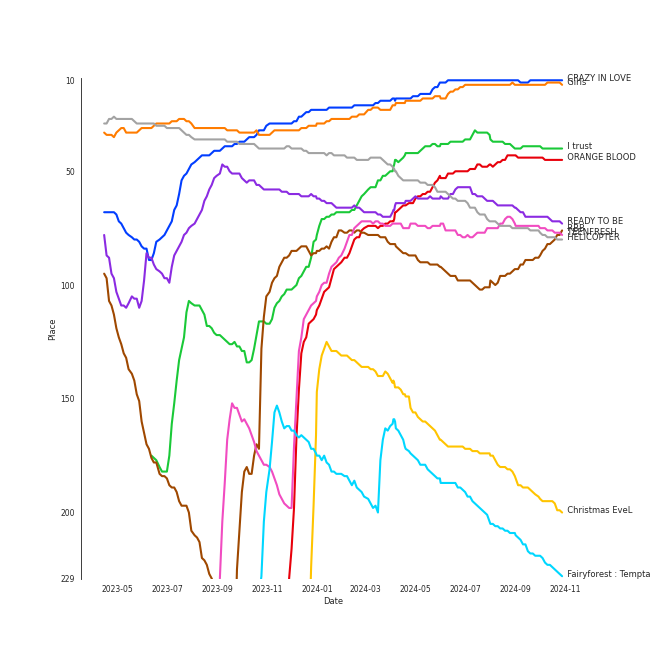 10
50
100
150
200
229
Place
2023-05
2023-07
2023-09
2023-11
2024-01
2024-03
2024-05
2024-07
2024-09
2024-11
Date
CRAZY IN LOVE
Girls
I trust
ORANGE BLOOD
READY TO BE
HELICOPTER
Christmas EveL
Fairyforest : Tempta